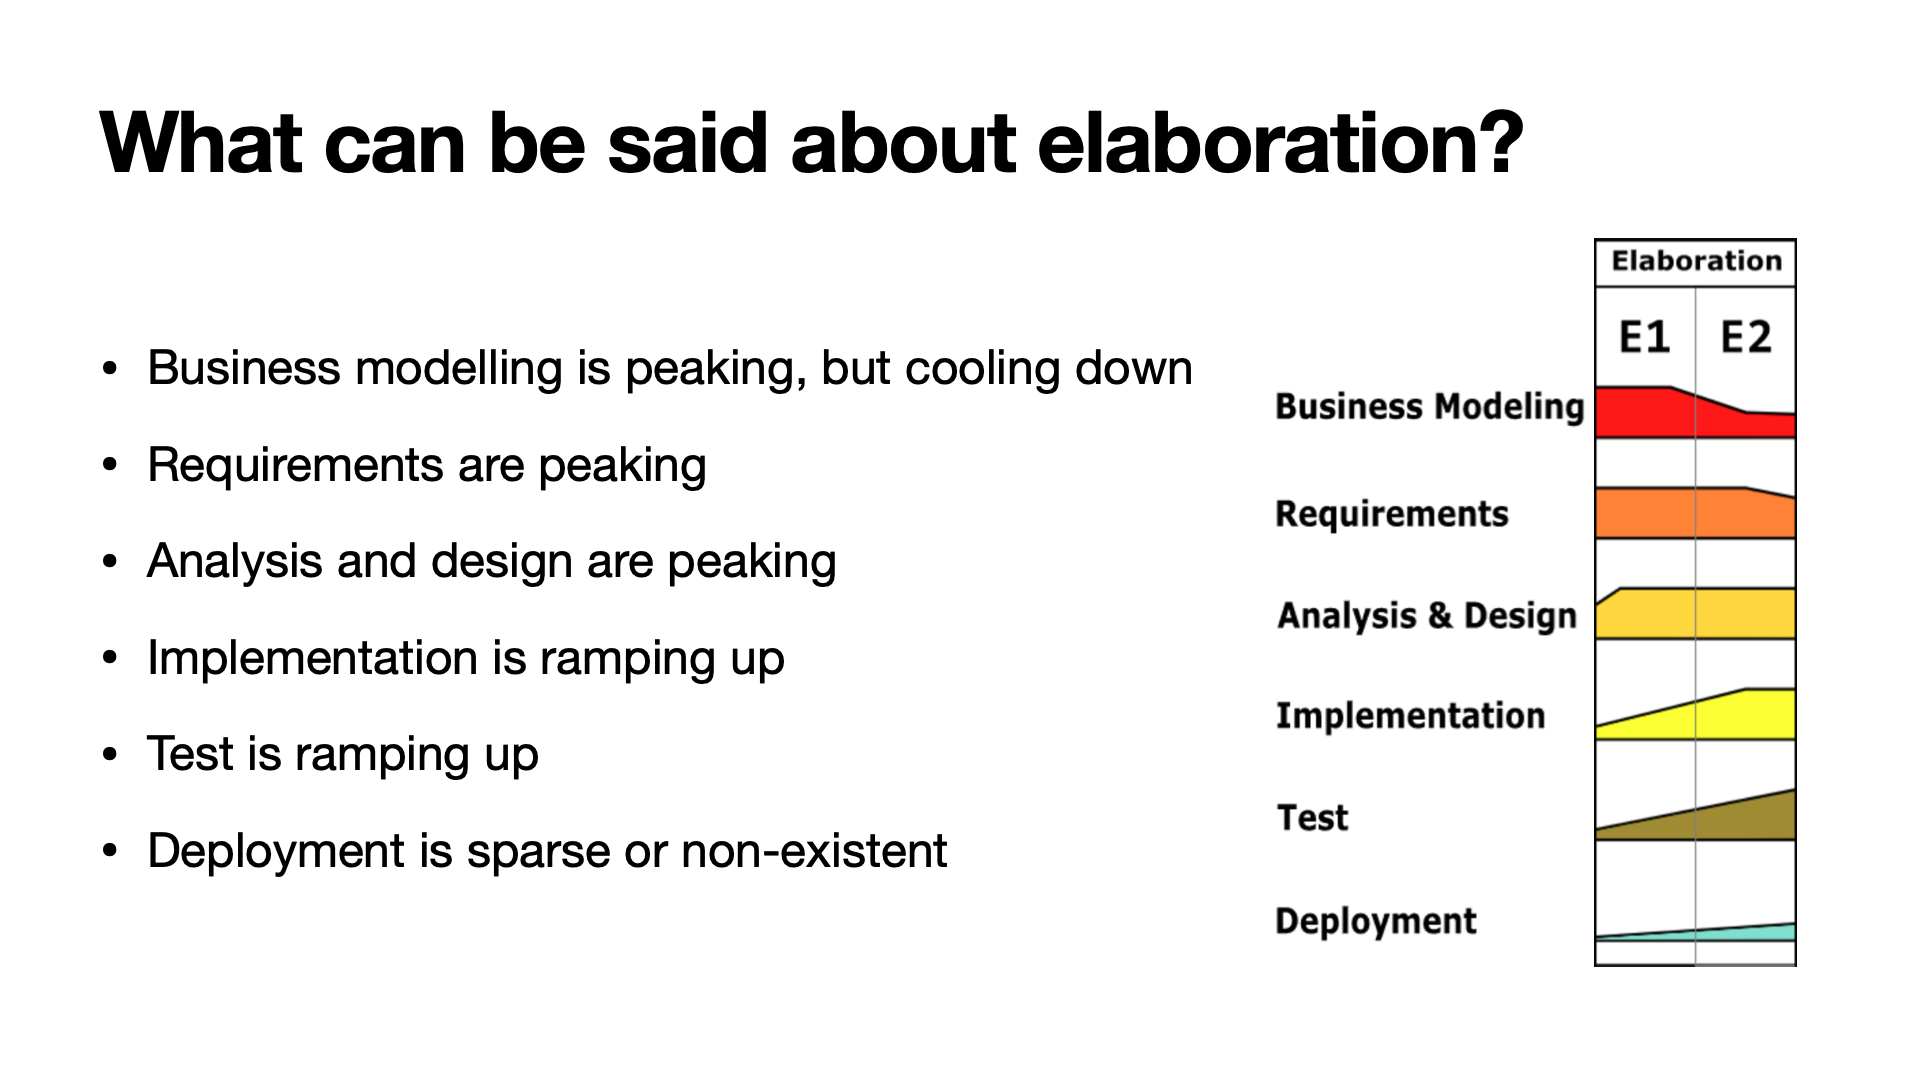 What can be said about elaboration?
• Business modelling is peaking, but cooling down
• Requirements are peaking
• Analysis and design are peaking
• Implementation is ramping up
• Test is ramping up
• Deployment is sparse or non-existent
Elaboration
E1 E2
Business Modeling
Requirements
Analysis & Design
Implementation
Test
Deployment